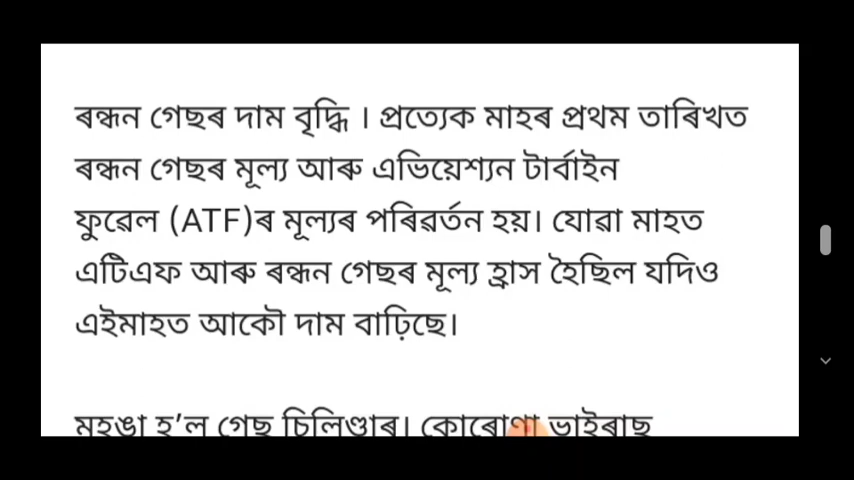 ৰন্ধন গেছৰ দাম বৃদ্ধি । প্ৰত্যেক মাহৰ প্ৰথম তাৰিখত
ৰন্ধন গেছৰ মূল্য আৰু এভিয়েশ্যন টাৰ্বাইন
ফুৱেল (ATF)ৰ মূল্যৰ পৰিৱৰ্তন হয়। যোৱা মাহত
এটিএফ আৰু ৰন্ধন গেছৰ মূল্য হ্ৰাস হৈছিল যদিও
এইমাহত আকৌ দাম বাঢ়িছে।
মহঙা হ’ল গেছ চিলিণ্ডাৰ। কোৰোণা ভাইৰাছ